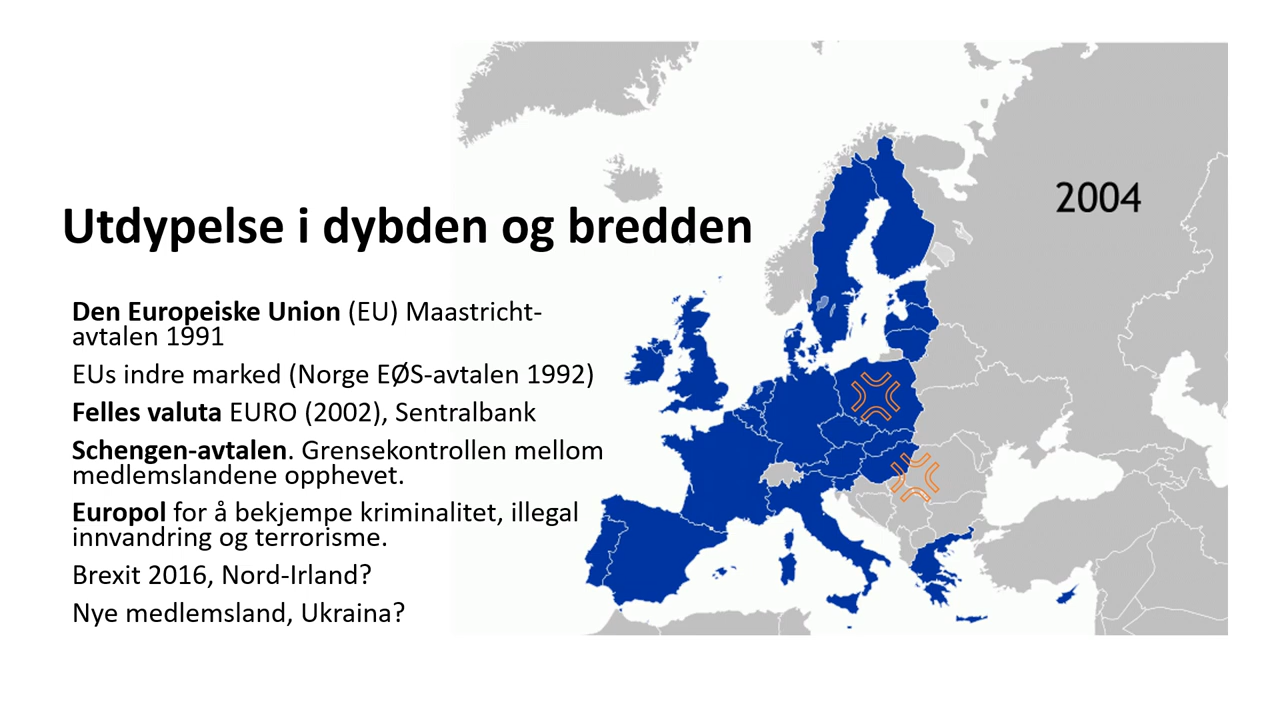 2004
Utdypelse i dybden og bredden
Den Europeiske Union (EU) Maastricht-
avtalen 1991
EUs indre marked (Norge EØS-avtalen 1992)
Felles valuta EURO (2002), Sentralbank
Schengen-avtalen. Grensekontrollen mellom
medlemslandene opphevet.
Europol for å bekjempe kriminalitet, illegal
innvandring og terrorisme.
Brexit 2016, Nord-Irland?
Nye medlemsland, Ukraina?